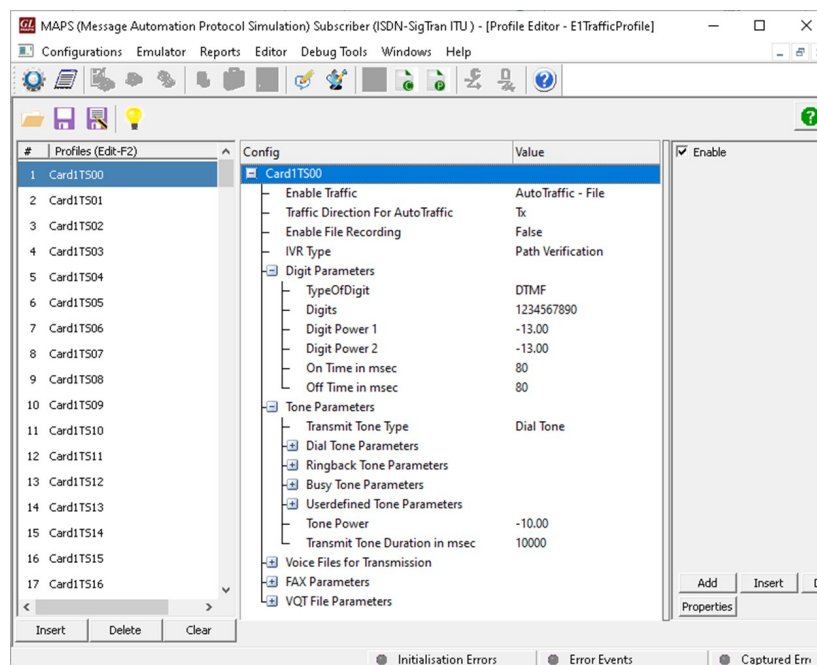 GL MAPS (Message Automation Protocol Simulation) Subscriber (ISDN-SigTran ITU ) - [Profile Editor - E1TrafficProfile]
Configurations Emulator Reports Editor Debug Tools Windows Help
# Profiles (Edit-F2)
1 Card1TS00
2 Card1TS01
3 Card1TS02
4 Card1TS03
5 Card1TS04
6 Card1TS05
7 Card1TS06
8 Card1TS07
9 Card1TS08
10 Card1TS09
11 Card1TS10
12 Card1TS11
13 Card1TS12
14 Card1TS13
15 Card1TS14
16 Card1TS15
17 Card1TS16
Insert Delete Clear
Config Value
Card1TS00
Enable Traffic AutoTraffic - File
Traffic Direction For AutoTraffic Tx
Enable File Recording False
IVR Type Path Verification
Digit Parameters
TypeOfDigit DTMF
Digits 1234567890
Digit Power 1 -13.00
Digit Power 2 -13.00
On Time in msec 80
Off Time in msec 80
Tone Parameters
Transmit Tone Type Dial Tone
Dial Tone Parameters
Ringback Tone Parameters
Busy Tone Parameters
Userdefined Tone Parameters
Tone Power -10.00
Transmit Tone Duration in msec 10000
Voice Files for Transmission
FAX Parameters
VQT File Parameters
Enable
Add Insert
Properties
Initialisation Errors Error Events Captured Err